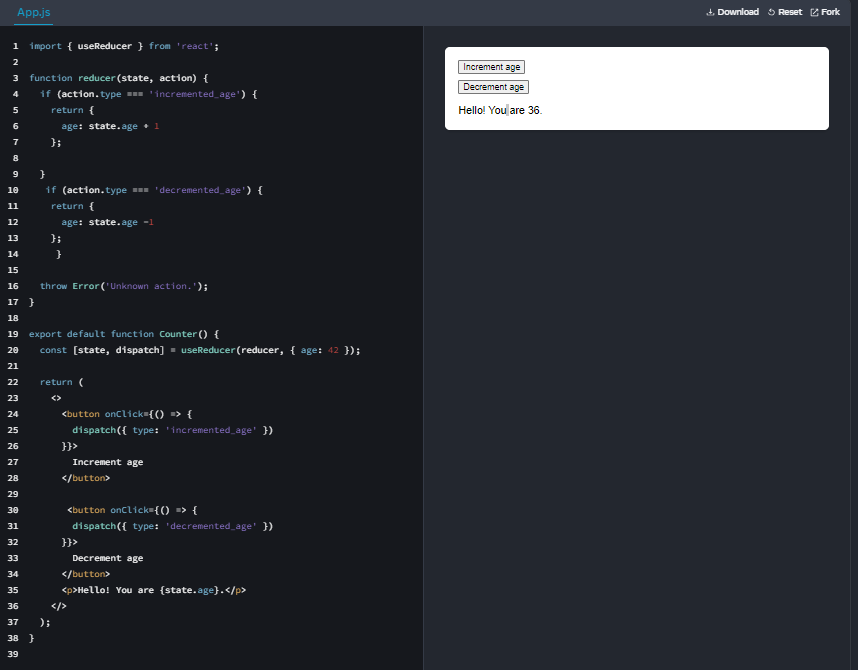 App.js
Download Reset Fork
1 import { useReducer } from 'react';
2
3 function reducer(state, action) {
4 if (action.type === 'incremented_age') {
5 return {
6 age: state.age + 1
7 };
8
9 }
10 if (action.type === 'decremented_age') {
11 return {
12 age: state.age -1
13 };
14 }
15
16 throw Error('Unknown action.');
17 }
18
19 export default function Counter() {
20 const [state, dispatch] = useReducer(reducer, { age: 42 });
21
22 return (
23 <>
24 <button onClick={() => {
25 dispatch({ type: 'incremented_age' })
26 }}>
27 Increment age
28 </button>
29
30 <button onClick={() => {
31 dispatch({ type: 'decremented_age' })
32 }}>
33 Decrement age
34 </button>
35 <p>Hello! You are {state.age}.</p>
36 </>
37 );
38 }
39
Increment age
Decrement age
Hello! You are 36.